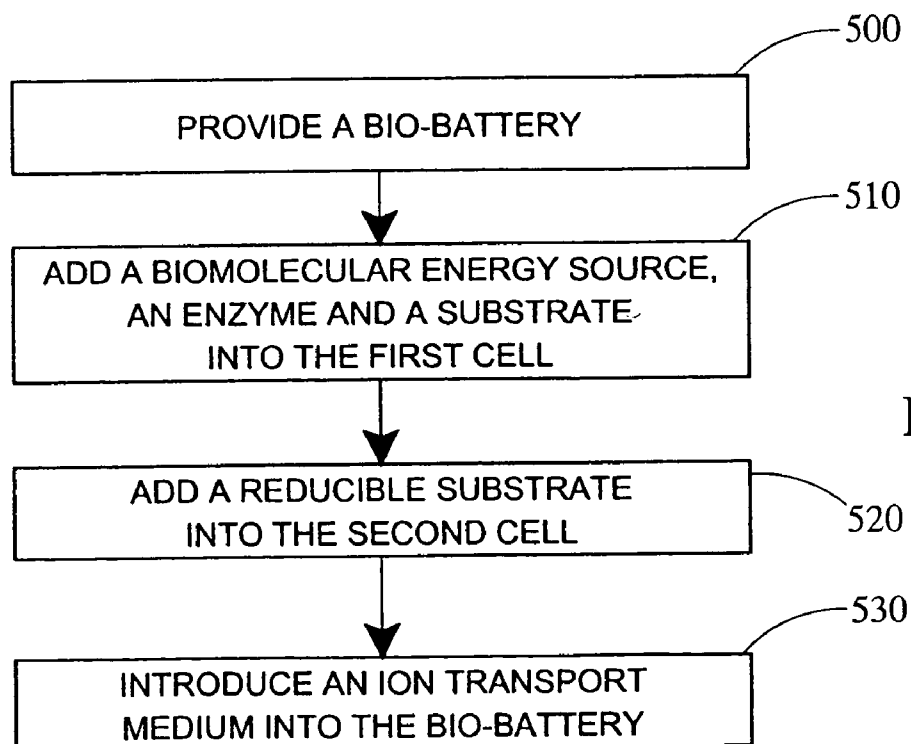 500
PROVIDE A BIO-BATTERY
510
ADD A BIOMOLECULAR ENERGY SOURCE,
AN ENZYME AND A SUBSTRATE
INTO THE FIRST CELL
ADD A REDUCIBLE SUBSTRATE
INTO THE SECOND CELL
520
530
INTRODUCE AN ION TRANSPORT
MEDIUM INTO THE BIO-BATTERY